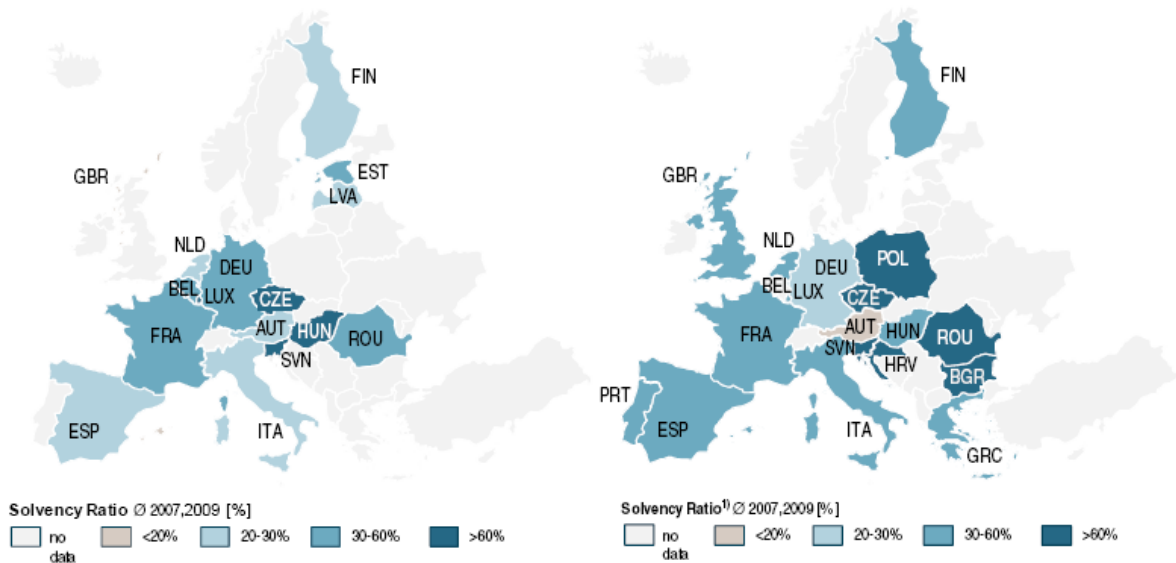 FIN
EST
GBR
LVA
NLD
DEU
BEL
LUX
CZE
FRA
AUT
HUN
ROU
SVN
ESP
ITA
Solvency Ratio Ø 2007,2009 [%]
no data
<20%
20-30%
30-60%
>60%
FIN
GBR
NLD
DEU
POL
BEL
LUX
CZE
FRA
AUT
HUN
ROU
SVN
HRV
BGR
PRT
ESP
ITA
GRC
Solvency Ratio¹⁾ Ø 2007,2009 [%]
no data
<20%
20-30%
30-60%
>60%